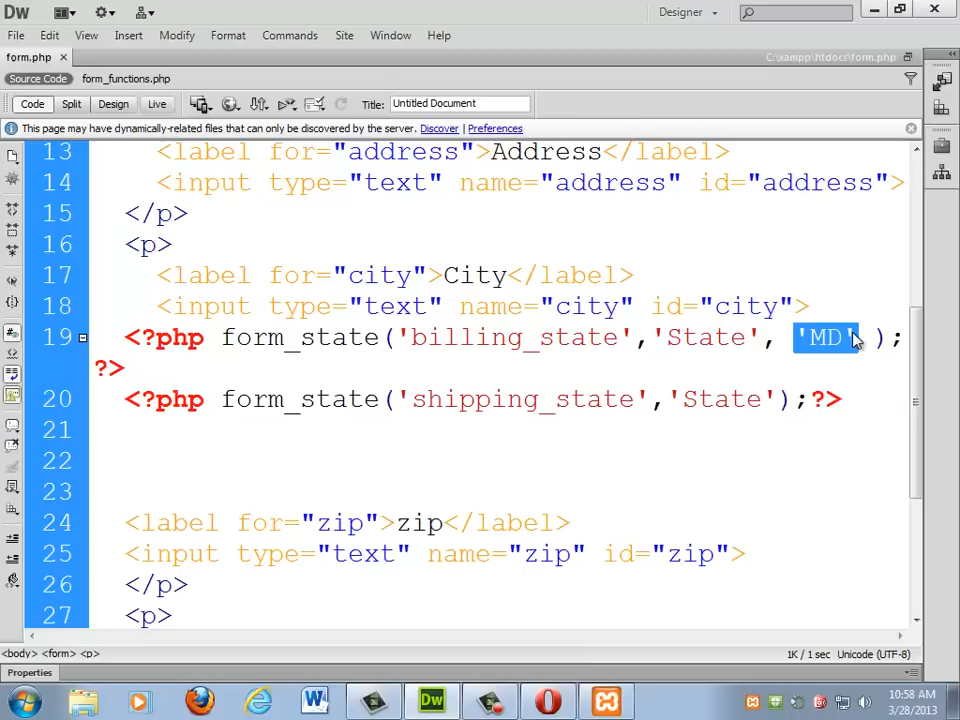 Dw
Designer
File Edit View Insert Modify Format Commands Site Window Help
form.php C:\xampp\htdocs\form.php
Source Code form_functions.php
Code Split Design Live Title: Untitled Document
This page may have dynamically-related files that can only be discovered by the server. Discover | Preferences
13 <label for="address">Address</label>
14 <input type="text" name="address" id="address">
15 </p>
16 <p>
17 <label for="city">City</label>
18 <input type="text" name="city" id="city">
19 <?php form_state('billing_state','State', 'MD' );
?>
20 <?php form_state('shipping_state','State');?>
21
22
23
24 <label for="zip">zip</label>
25 <input type="text" name="zip" id="zip">
26 </p>
27 <p>
<body> <form> <p> 1K / 1 sec Unicode (UTF-8)
Properties
W Dw
10:58 AM
3/28/2013